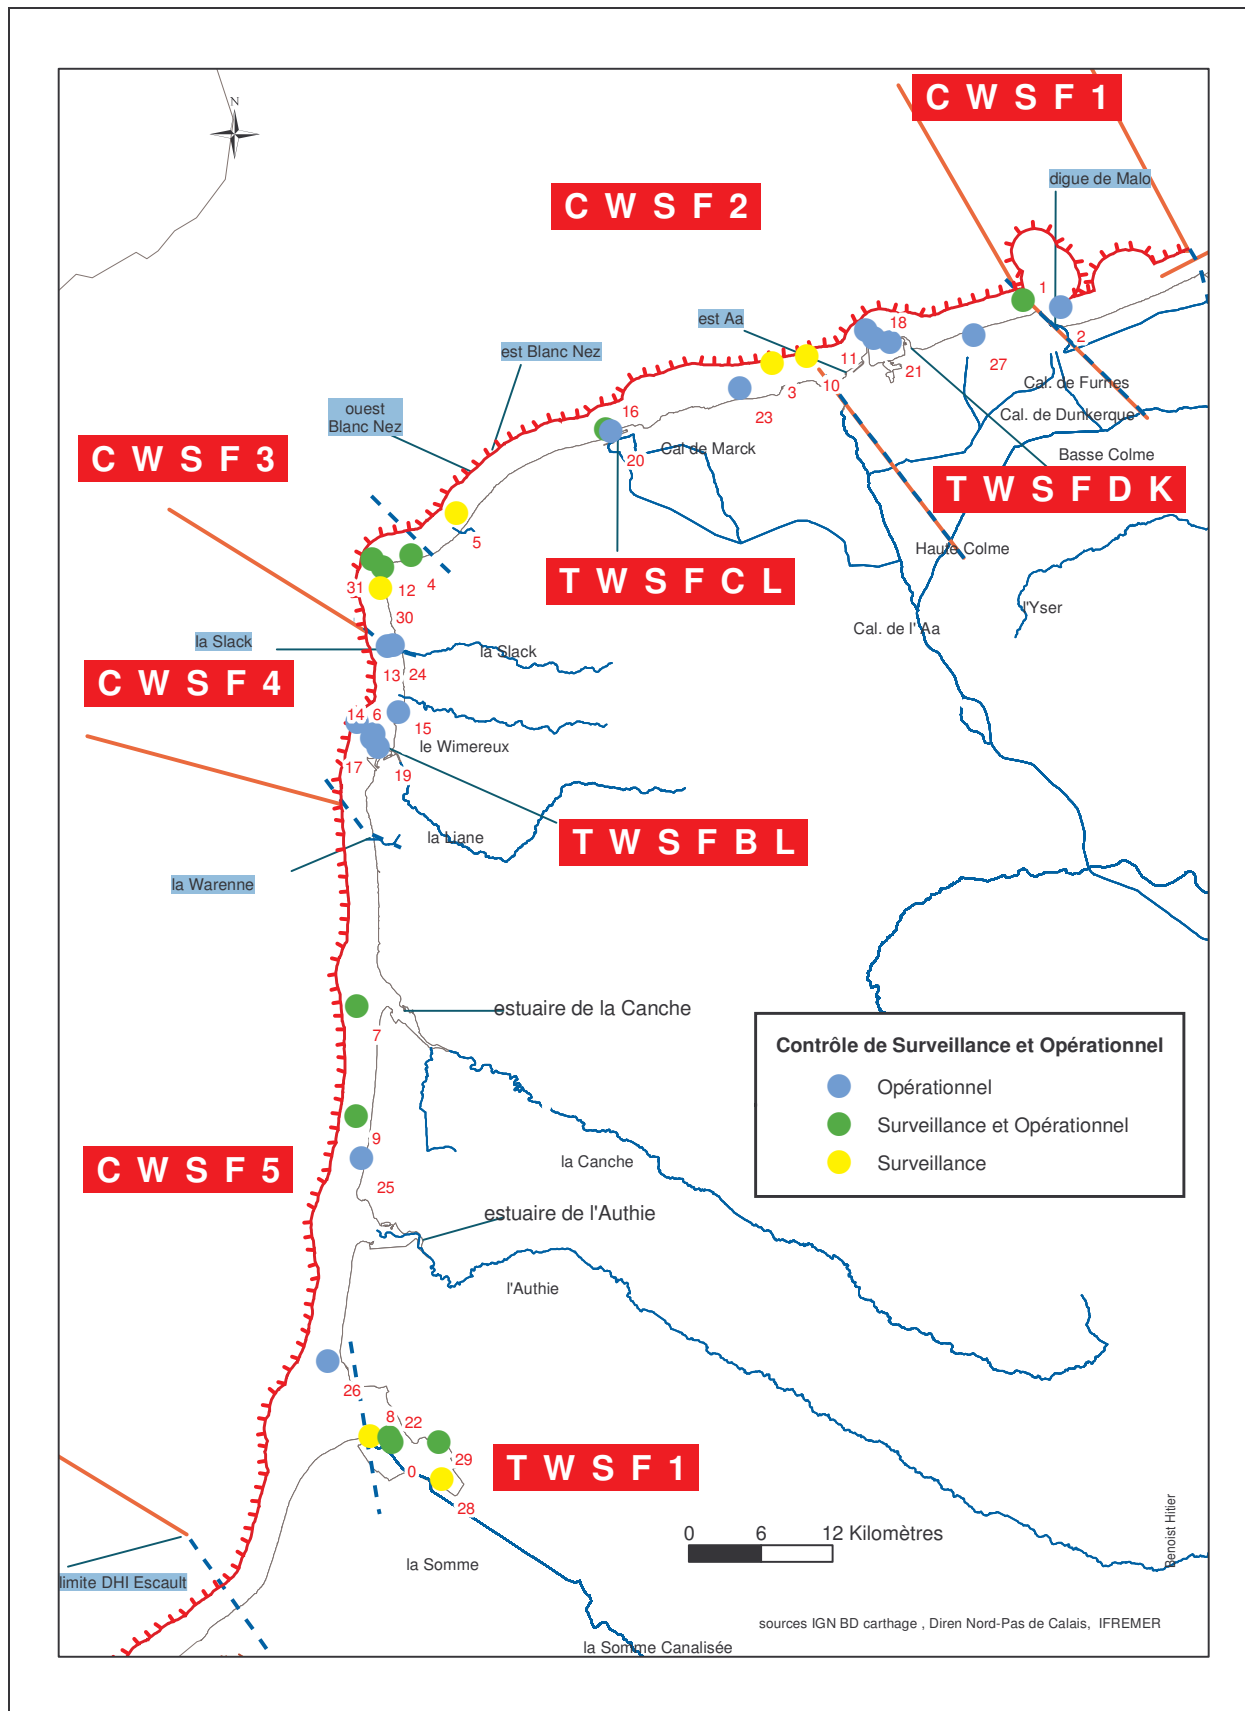 C W S F 1
N
digue de Malo
C W S F 2
1
est Aa
18
2
est Blanc Nez
11
27
21
Cal. de Furnes
10
3
ouest
Blanc Nez
16
23
Cal. de Dunkerque
Cal de Marck
Basse Colme
C W S F 3
20
T W S F D K
5
Haute Colme
4
T W S F C L
31
12
l'Yser
30
Cal. de l' Aa
la Slack
la Slack
13
24
C W S F 4
14
6
15
le Wimereux
17
19
la Liane
T W S F B L
la Warenne
estuaire de la Canche
7
Contrôle de Surveillance et Opérationnel
Opérationnel
Surveillance et Opérationnel
9
C W S F 5
la Canche
Surveillance
25
estuaire de l'Authie
l'Authie
26
8
22
29
T W S F 1
0
28
Benoist Hitier
0
6
12 Kilomètres
la Somme
limite DHI Escault
sources IGN BD carthage , Diren Nord-Pas de Calais, IFREMER
la Somme Canalisée